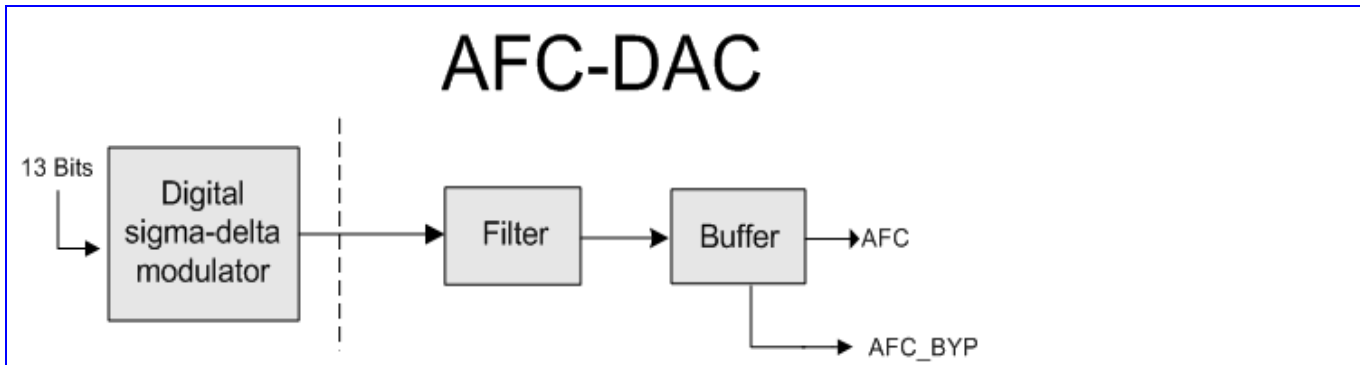 AFC-DAC
13 Bits
Digital
sigma-delta
modulator
Filter
Buffer
AFC
AFC_BYP